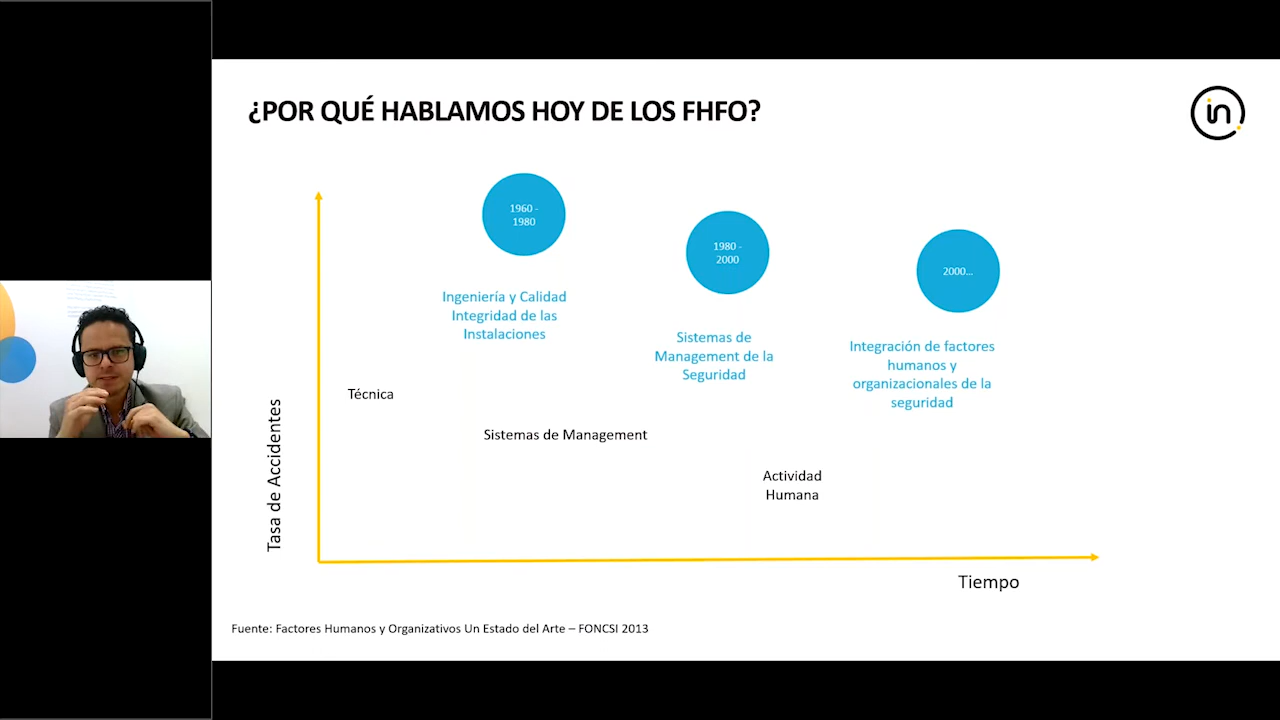 ¿POR QUÉ HABLAMOS HOY DE LOS FHFO?
in
1960 -
1980
1980 -
2000
2000...
Ingeniería y Calidad
Integridad de las
Instalaciones
Sistemas de
Management de la
Seguridad
Integración de factores
humanos y
organizacionales de la
seguridad
Técnica
Sistemas de Management
Actividad
Humana
Tasa de Accidentes
Tiempo
Fuente: Factores Humanos y Organizativos Un Estado del Arte – FONCSI 2013